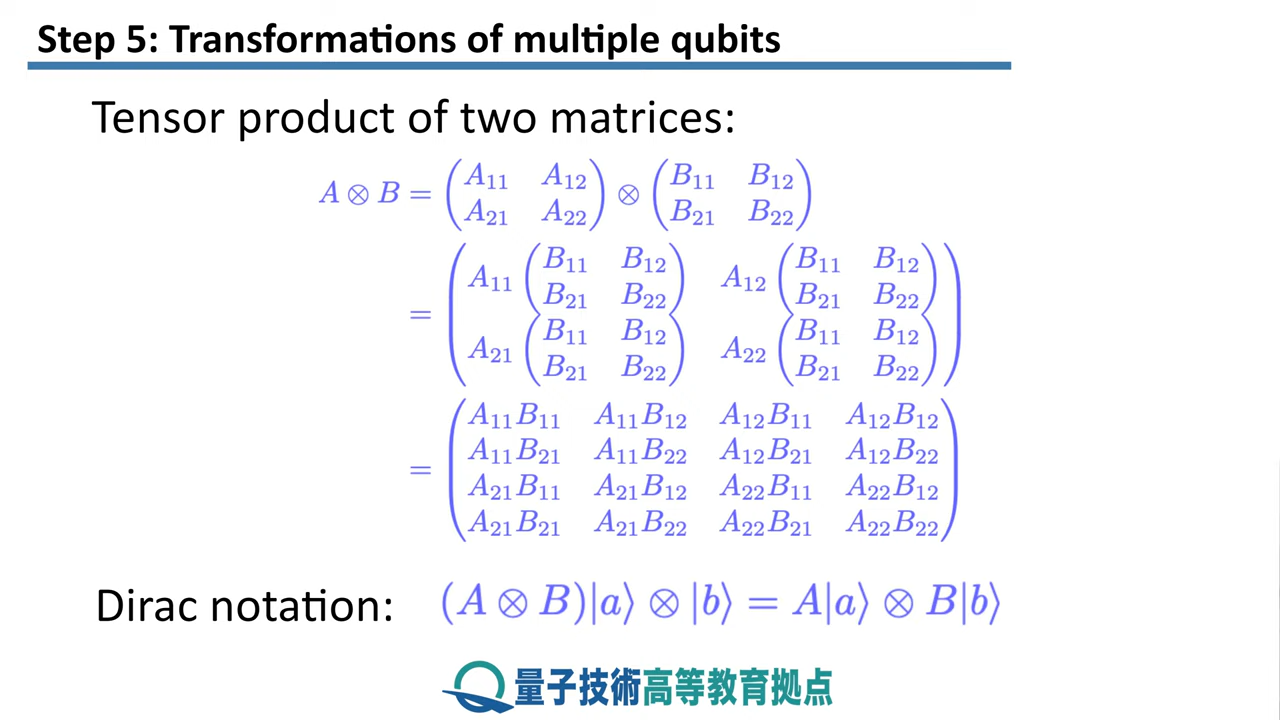 Step 5: Transformations of multiple qubits
Tensor product of two matrices:
A ⊗ B = ( A₁₁ A₁₂ ) ⊗ ( B₁₁ B₁₂ )
( A₂₁ A₂₂ ) ( B₂₁ B₂₂ )
= ( A₁₁ ( B₁₁ B₁₂ ) A₁₂ ( B₁₁ B₁₂ ) )
( B₂₁ B₂₂ ) ( B₂₁ B₂₂ )
A₂₁ ( B₁₁ B₁₂ ) A₂₂ ( B₁₁ B₁₂ )
( B₂₁ B₂₂ ) ( B₂₁ B₂₂ )
= ( A₁₁B₁₁ A₁₁B₁₂ A₁₂B₁₁ A₁₂B₁₂ )
A₁₁B₂₁ A₁₁B₂₂ A₁₂B₂₁ A₁₂B₂₂
A₂₁B₁₁ A₂₁B₁₂ A₂₂B₁₁ A₂₂B₁₂
A₂₁B₂₁ A₂₁B₂₂ A₂₂B₂₁ A₂₂B₂₂
Dirac notation: (A ⊗ B)|a⟩ ⊗ |b⟩ = A|a⟩ ⊗ B|b⟩
量子技術高等教育拠点